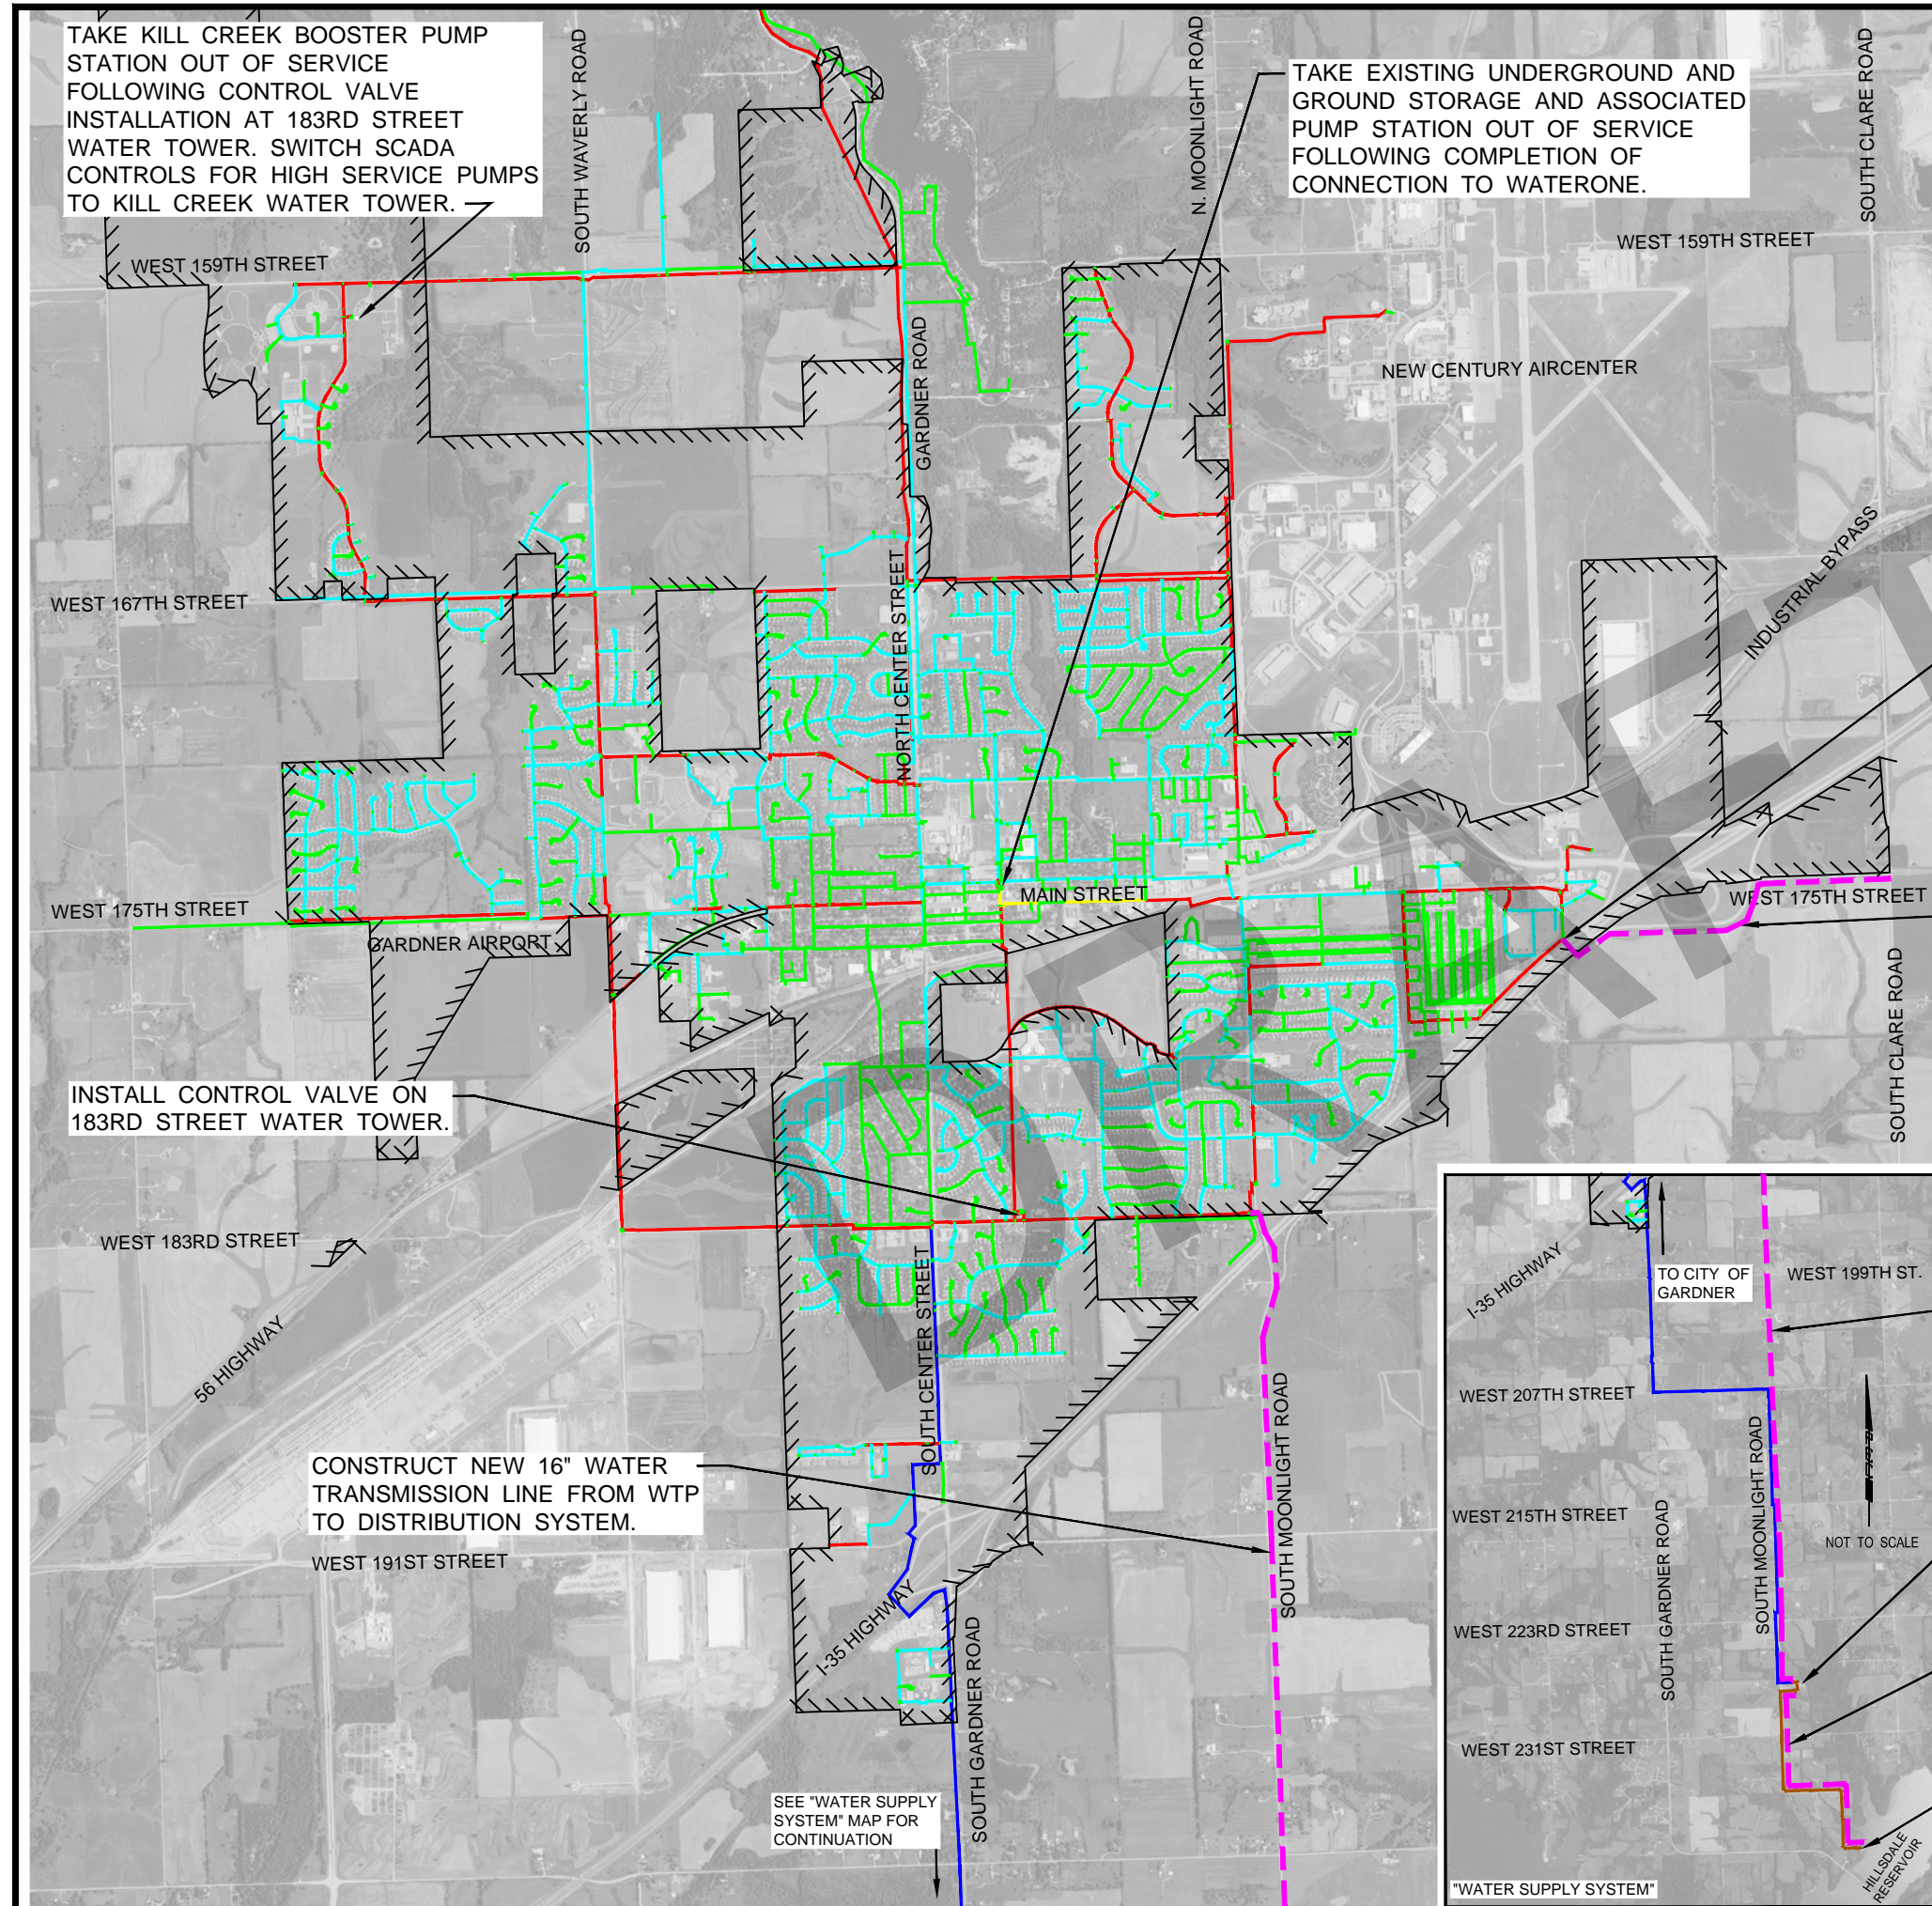 TAKE KILL CREEK BOOSTER PUMP
STATION OUT OF SERVICE
FOLLOWING CONTROL VALVE
INSTALLATION AT 183RD STREET
WATER TOWER. SWITCH SCADA
CONTROLS FOR HIGH SERVICE PUMPS
TO KILL CREEK WATER TOWER.
SOUTH WAVERLY ROAD
N. MOONLIGHT ROAD
TAKE EXISTING UNDERGROUND AND
GROUND STORAGE AND ASSOCIATED
PUMP STATION OUT OF SERVICE
FOLLOWING COMPLETION OF
CONNECTION TO WATERONE.
SOUTH CLARE ROAD
WEST 159TH STREET
WEST 159TH STREET
GARDNER ROAD
NEW CENTURY AIRCENTER
INDUSTRIAL BYPASS
WEST 167TH STREET
NORTH CENTER STREET
MAIN STREET
WEST 175TH STREET
WEST 175TH STREET
GARDNER AIRPORT
SOUTH CLARE ROAD
INSTALL CONTROL VALVE ON
183RD STREET WATER TOWER.
DRAFT
WEST 183RD STREET
SOUTH CENTER STREET
56 HIGHWAY
SOUTH MOONLIGHT ROAD
CONSTRUCT NEW 16" WATER
TRANSMISSION LINE FROM WTP
TO DISTRIBUTION SYSTEM.
WEST 191ST STREET
I-35 HIGHWAY
SOUTH GARDNER ROAD
SEE "WATER SUPPLY
SYSTEM" MAP FOR
CONTINUATION
I-35 HIGHWAY
TO CITY OF
GARDNER
WEST 199TH ST.
WEST 207TH STREET
SOUTH MOONLIGHT ROAD
WEST 215TH STREET
SOUTH GARDNER ROAD
NOT TO SCALE
WEST 223RD STREET
WEST 231ST STREET
HILLSDALE
RESERVOIR
"WATER SUPPLY SYSTEM"